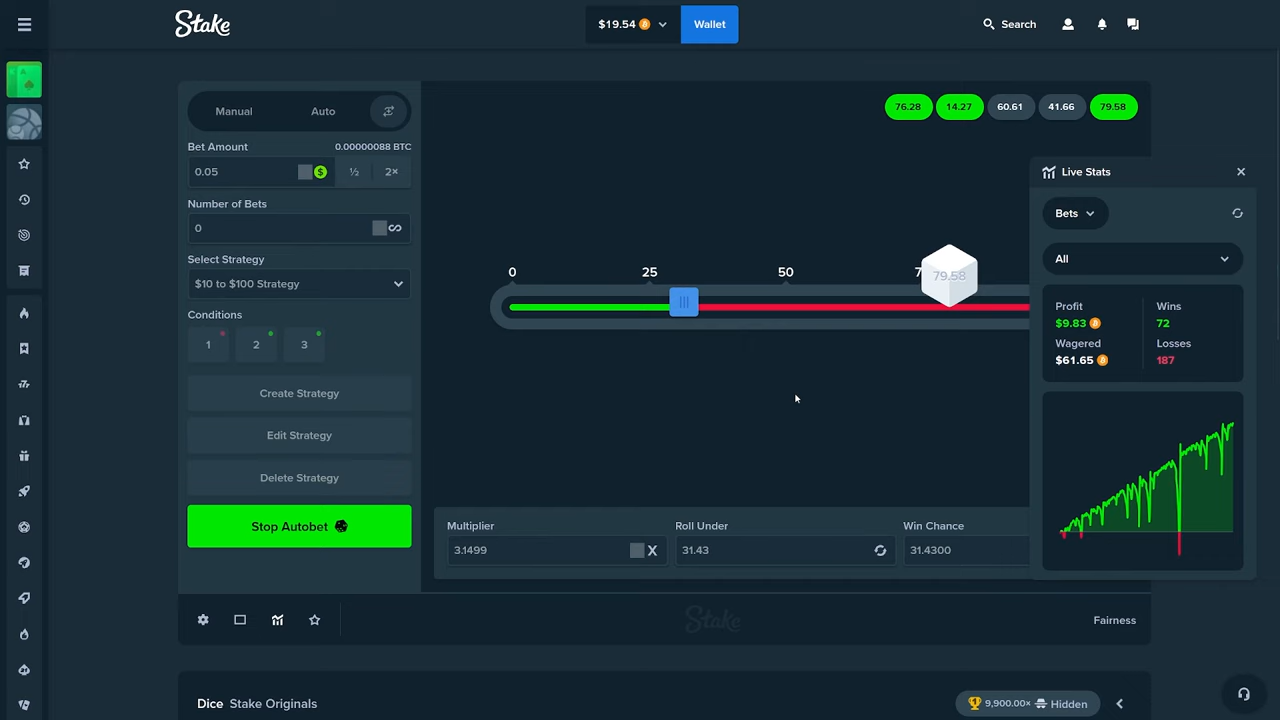 Stake
$19.54
Wallet
Search
Manual
Auto
Bet Amount
0.00000088 BTC
0.05
½
2×
Number of Bets
0
Select Strategy
$10 to $100 Strategy
Conditions
1
2
3
Create Strategy
Edit Strategy
Delete Strategy
Stop Autobet
76.28
14.27
60.61
41.66
79.58
0
25
50
79.58
Multiplier
3.1499
X
Roll Under
31.43
Win Chance
31.4300
Live Stats
Bets
All
Profit
$9.83
Wins
72
Wagered
$61.65
Losses
187
Stake
Fairness
Dice Stake Originals
9,900.00× Hidden